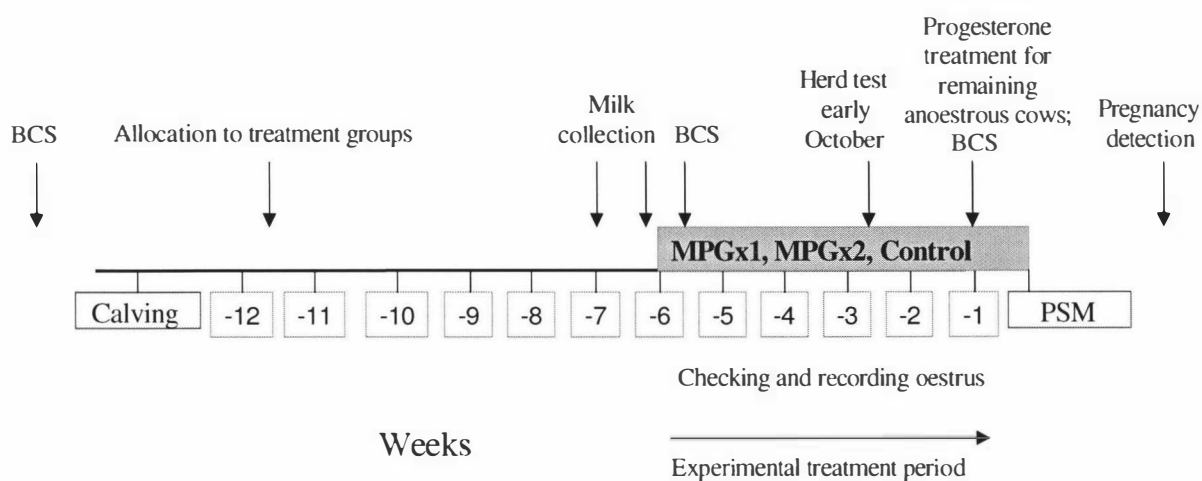 BCS
Allocation to treatment groups
Milk
collection
BCS
Herd test
early
October
Progesterone
treatment for
remaining
anoestrous cows;
BCS
Pregnancy
detection
MPGx1, MPGx2, Control
Calving -12 -11 -10 -9 -8 -7 -6 -5 -4 -3 -2 -1 PSM
Checking and recording oestrus
Weeks
Experimental treatment period